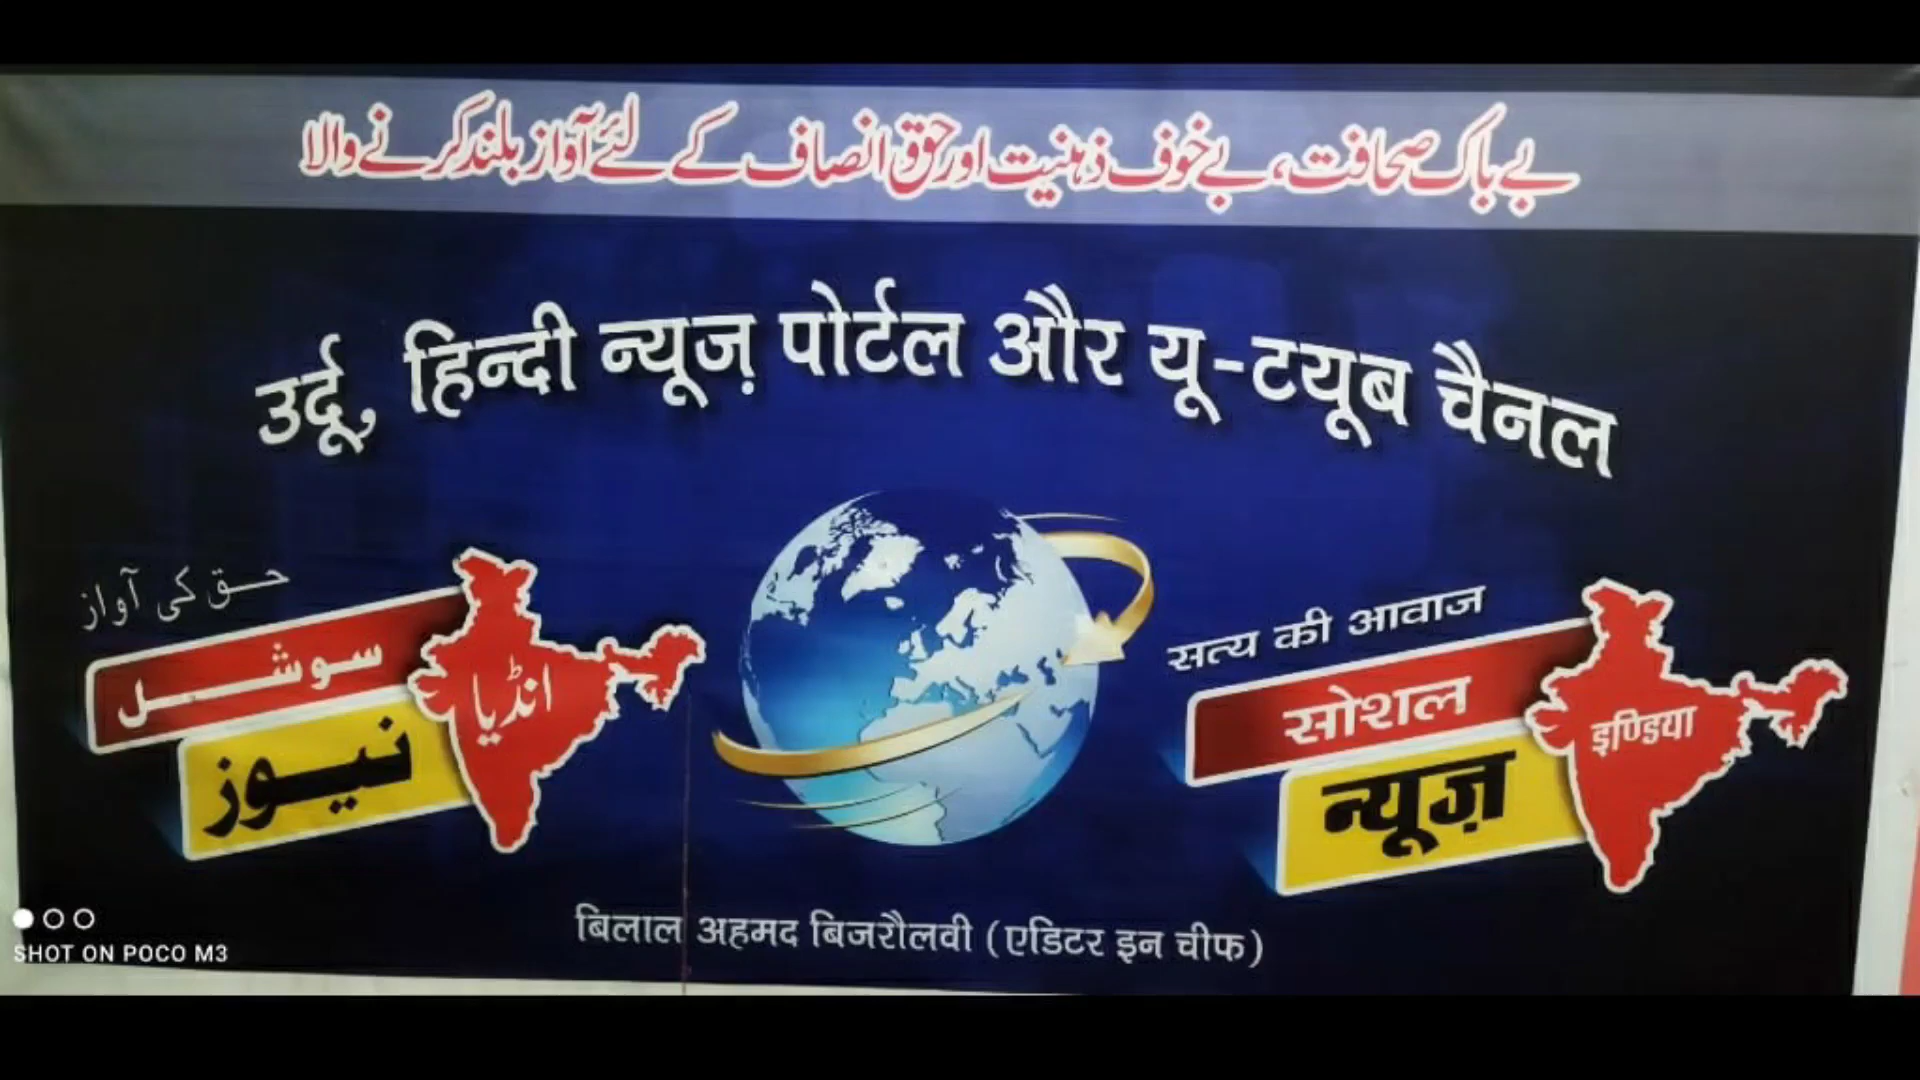 بے باک صحافت، بے خوف ذہنیت اور حق و انصاف کے لئے آواز بلند کرنے والا
उर्दू, हिन्दी न्यूज़ पोर्टल और यू-टयूब चैनल
حق کی آواز
سوشل
نیوز
انڈیا
सत्य की आवाज
सोशल
न्यूज़
इण्डिया
बिलाल अहमद बिजरौलवी (एडिटर इन चीफ)
SHOT ON POCO M3